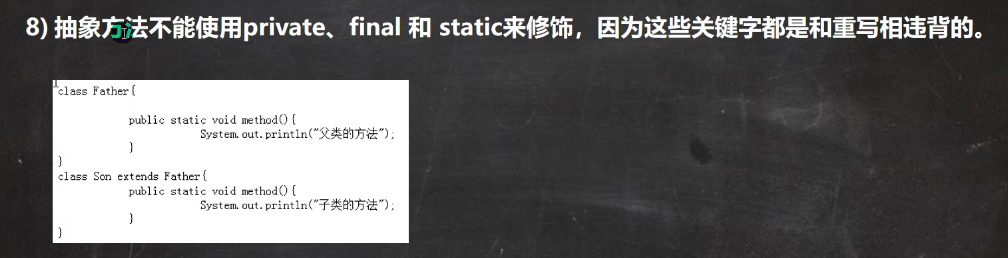 8) 抽象方法不能使用private、final 和 static来修饰，因为这些关键字都是和重写相违背的。
class Father{
public static void method(){
System.out.println("父类的方法");
}
}
class Son extends Father{
public static void method(){
System.out.println("子类的方法");
}
}